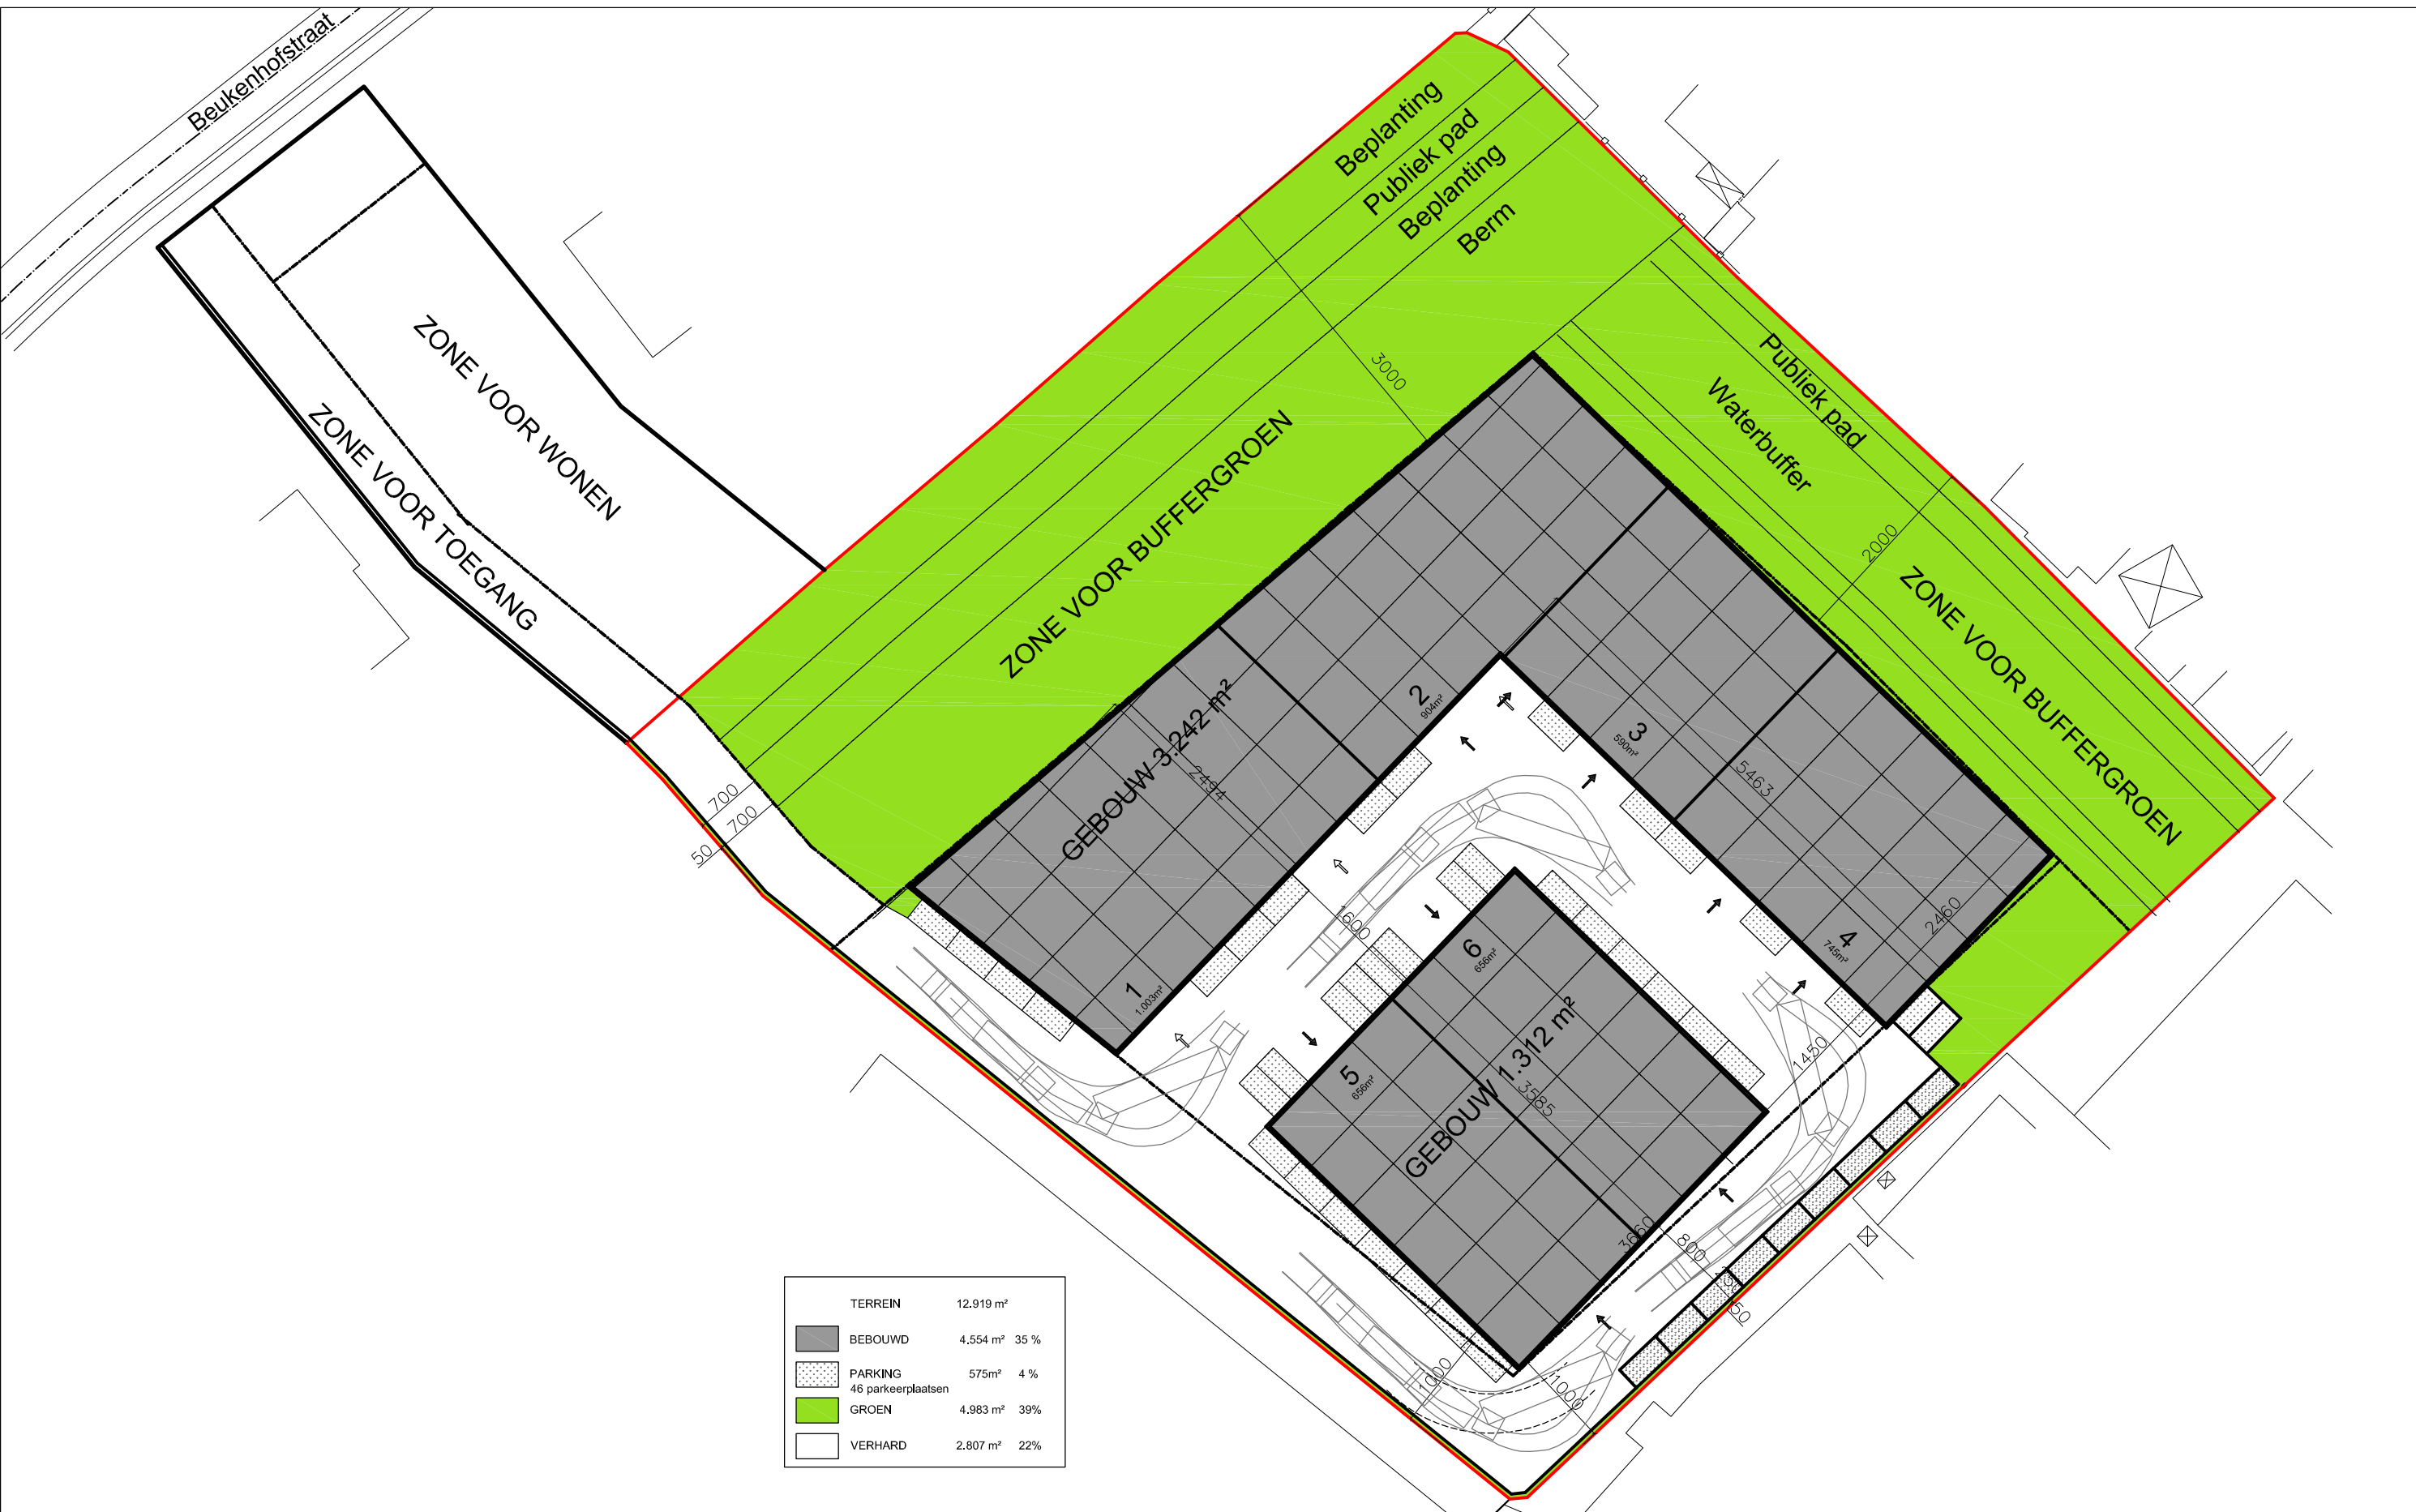 Beukenhofstraat
Beplanting
Publiek pad
Beplanting
Berm
ZONE VOOR WONEN
ZONE VOOR TOEGANG
3000
Publiek pad
Waterbuffer
2000
ZONE VOOR BUFFERGROEN
ZONE VOOR BUFFERGROEN
GEBOUW 3.242 m²
2494
2
904m²
3
590m²
5463
700
700
50
1600
1
1.003m²
4
745m²
2460
6
656m²
5
656m²
GEBOUW 1.312 m²
3585
1450
3660
800
50
1000
1000
TERREIN 12.919 m²
BEBOUWD 4.554 m² 35 %
PARKING 575m² 4 %
46 parkeerplaatsen
GROEN 4.983 m² 39%
VERHARD 2.807 m² 22%